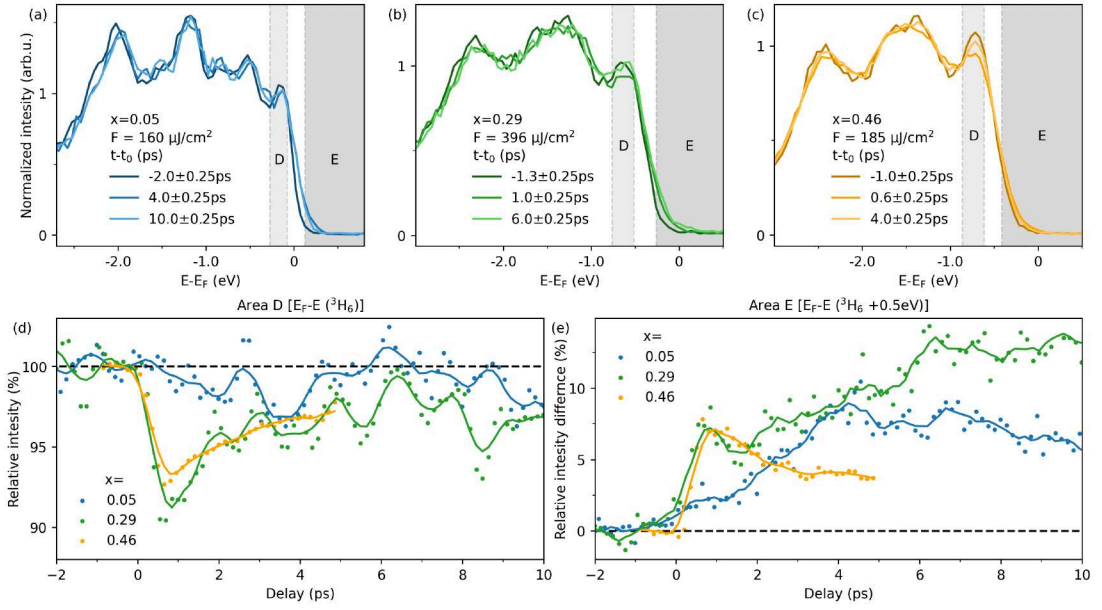 (a)
x=0.05
F = 160 μJ/cm²
t-t₀ (ps)
-2.0±0.25ps
4.0±0.25ps
10.0±0.25ps
D
E
Normalized intesity (arb.u.)
1
0
-2.0
-1.0
0
E-E_F (eV)
(b)
x=0.29
F = 396 μJ/cm²
t-t₀ (ps)
-1.3±0.25ps
1.0±0.25ps
6.0±0.25ps
D
E
1
0
-2.0
-1.0
0
E-E_F (eV)
(c)
x=0.46
F = 185 μJ/cm²
t-t₀ (ps)
-1.0±0.25ps
0.6±0.25ps
4.0±0.25ps
D
E
1
0
-2.0
-1.0
0
E-E_F (eV)
Area D [E_F-E (³H₆)]
(d)
Relative intesity (%)
100
95
90
x=
0.05
0.29
0.46
-2
0
2
4
6
8
10
Delay (ps)
Area E [E_F-E (³H₆ +0.5eV)]
(e)
Relative intesity differnce (%)
10
5
0
x=
0.05
0.29
0.46
-2
0
2
4
6
8
10
Delay (ps)